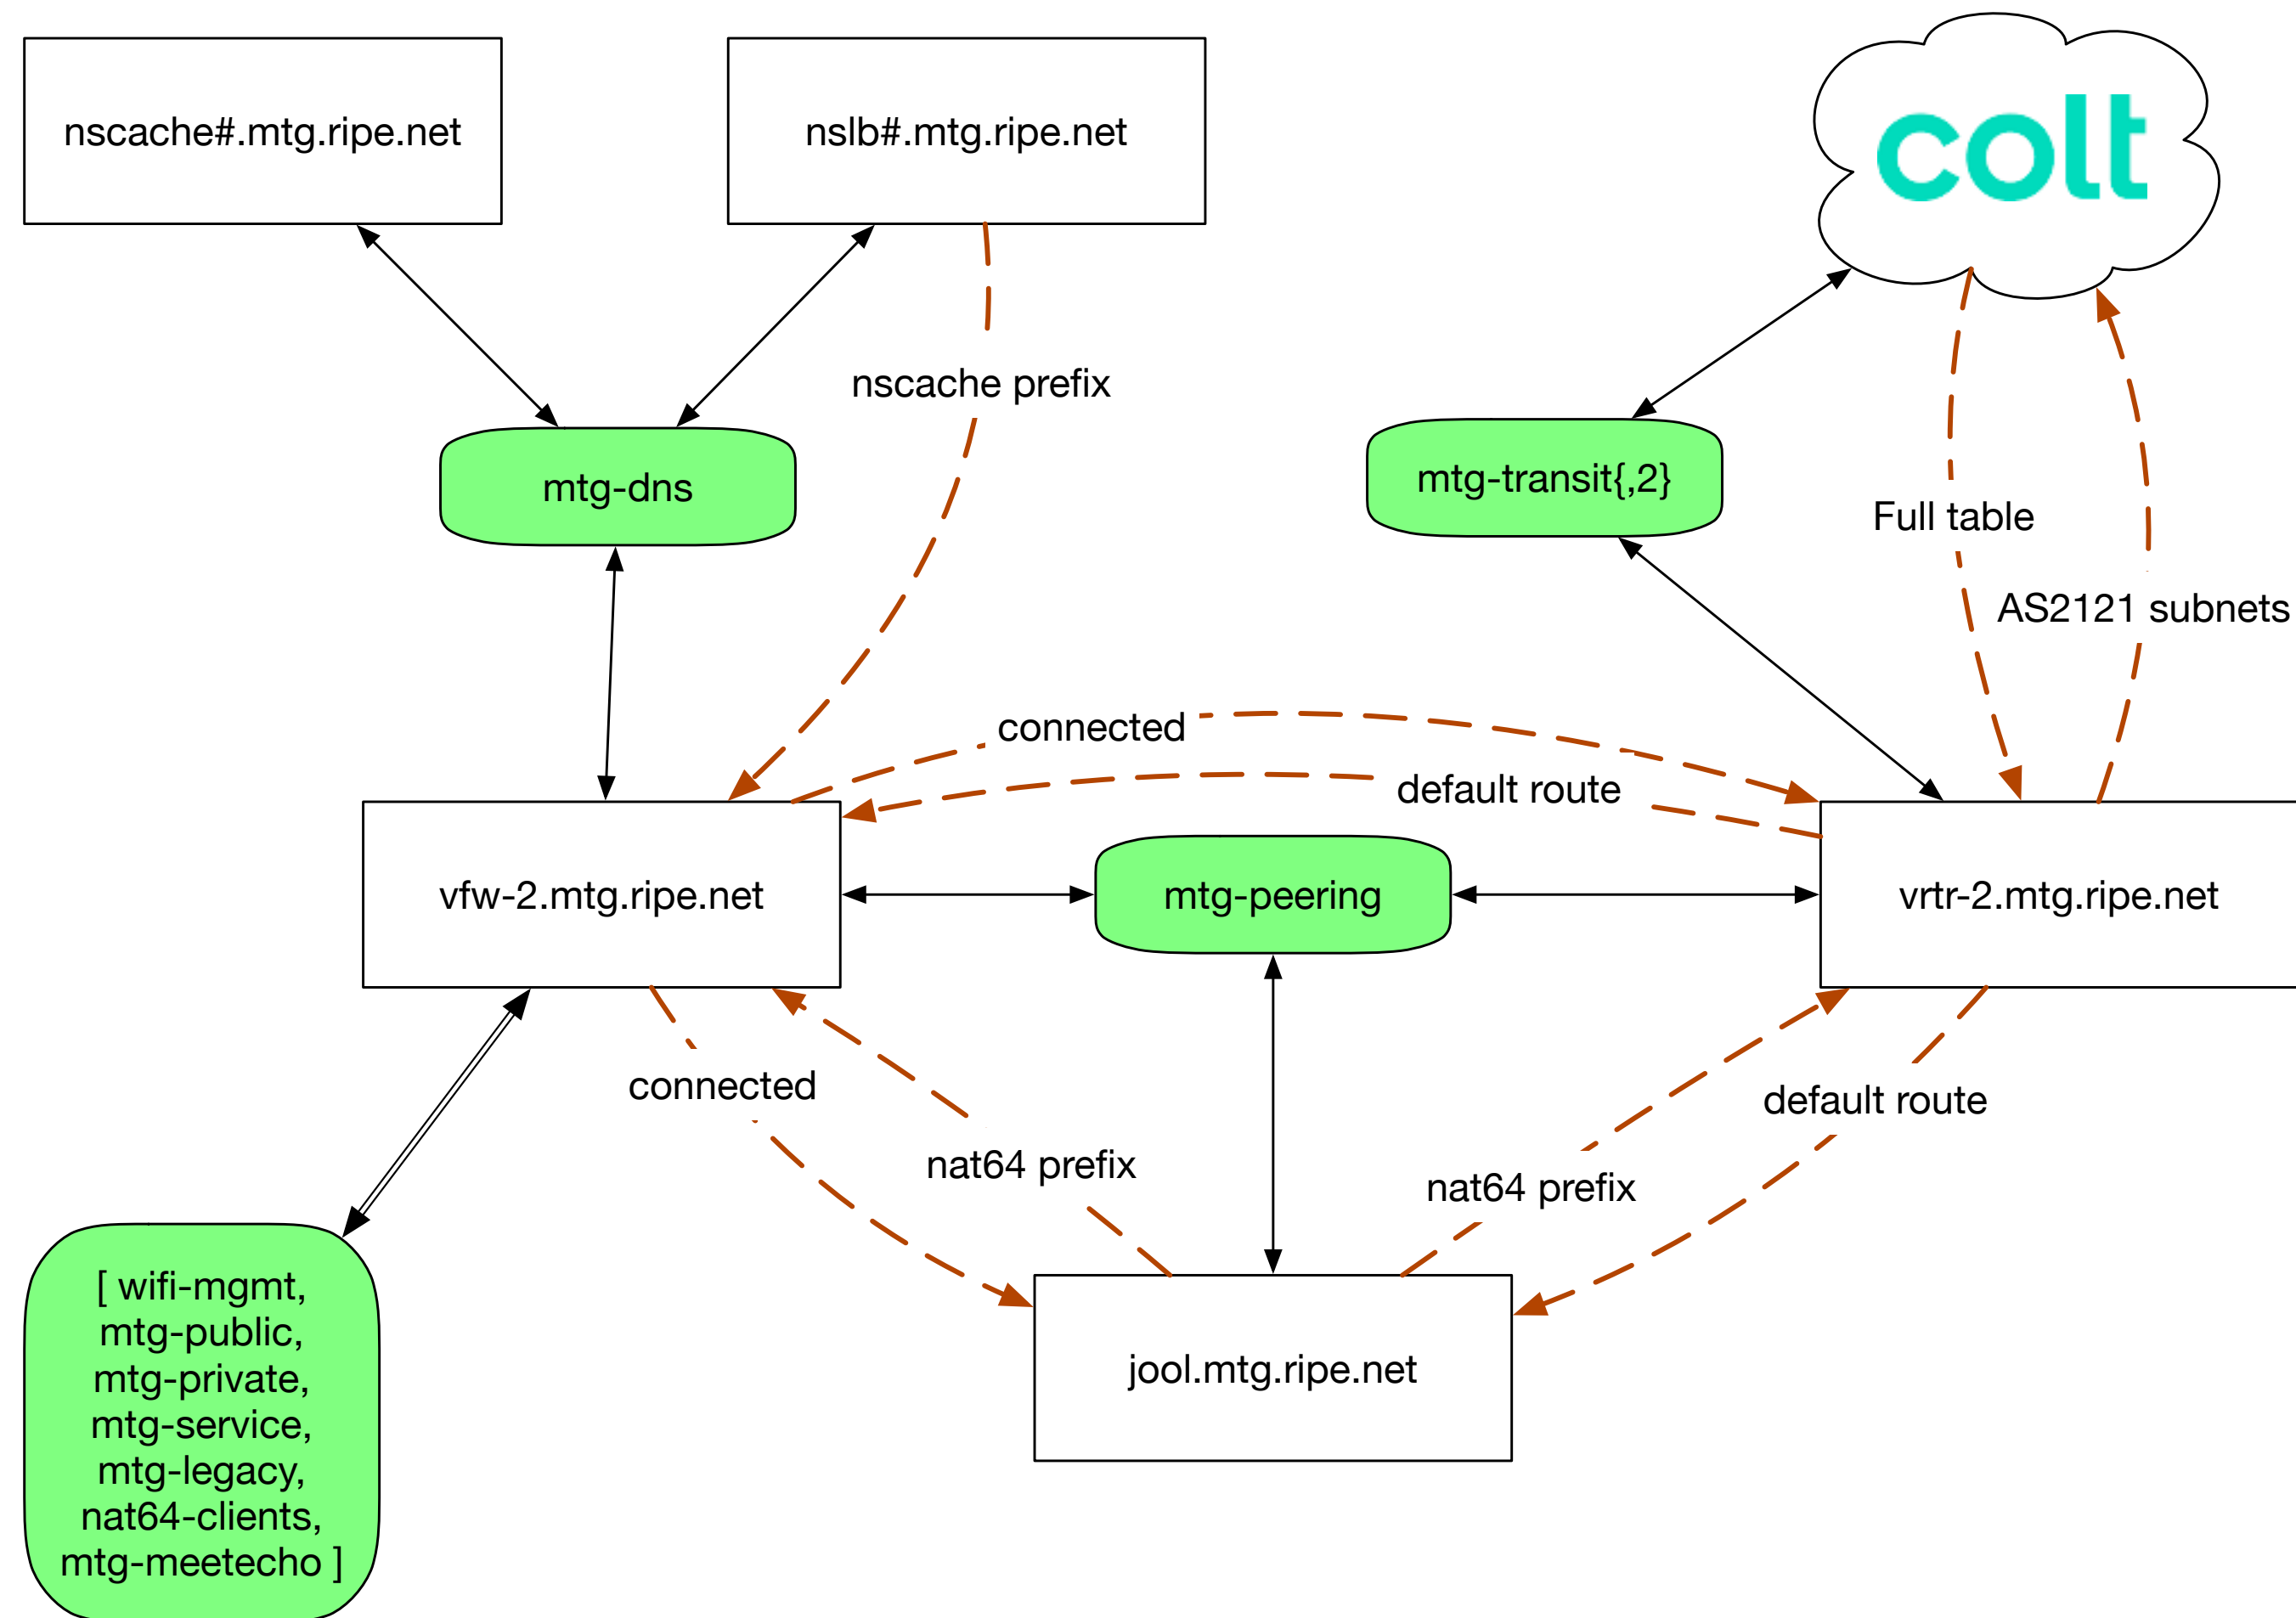 nscache#.mtg.ripe.net
nslb#.mtg.ripe.net
colt
nscache prefix
mtg-dns
mtg-transit{,2}
Full table
AS2121 subnets
connected
default route
vfw-2.mtg.ripe.net
mtg-peering
vrtr-2.mtg.ripe.net
connected
default route
nat64 prefix
nat64 prefix
[ wifi-mgmt,
mtg-public,
mtg-private,
mtg-service,
mtg-legacy,
nat64-clients,
mtg-meetecho ]
jool.mtg.ripe.net